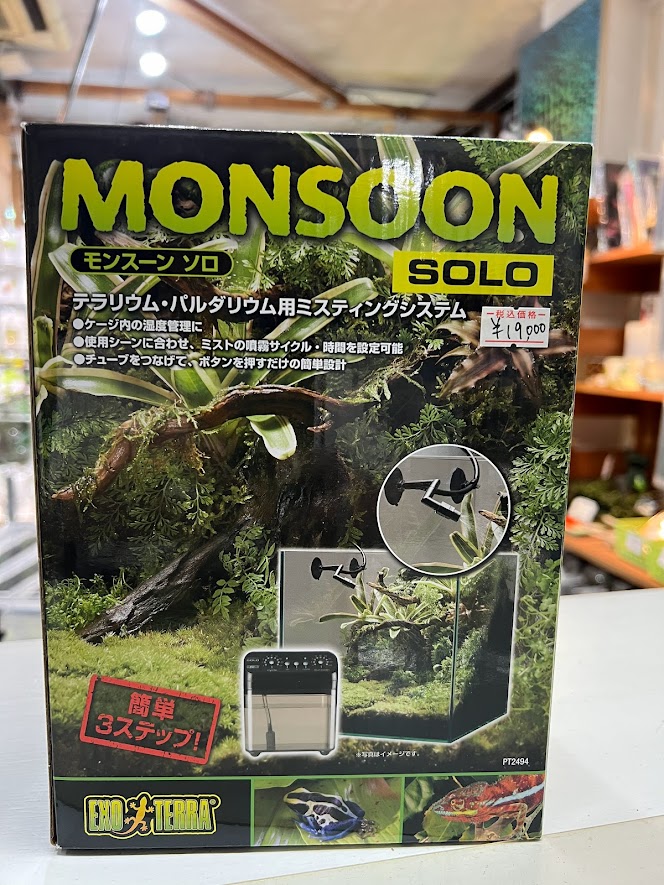 MONSOON
モンスーン ソロ
SOLO
テラリウム・パルダリウム用ミスティングシステム
●ケージ内の湿度管理に
●使用シーンに合わせ、ミストの噴霧サイクル・時間を設定可能
●チューブをつなげて、ボタンを押すだけの簡単設計
税込価格
¥19,000
簡単
3ステップ!
※写真はイメージです。
PT2494
EXO TERRA®